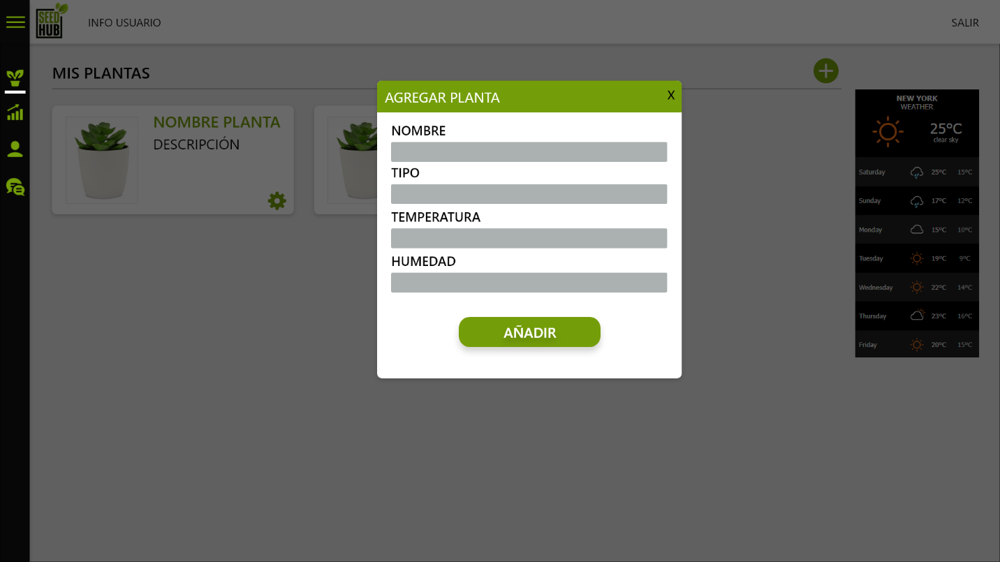 SEED
HUB
INFO USUARIO
SALIR
MIS PLANTAS
NOMBRE PLANTA
DESCRIPCIÓN
AGREGAR PLANTA
X
NOMBRE
TIPO
TEMPERATURA
HUMEDAD
AÑADIR
NEW YORK
WEATHER
25°C
clear sky
Saturday 25°C 15°C
Sunday 17°C 12°C
Monday 15°C 10°C
Tuesday 19°C 9°C
Wednesday 22°C 14°C
Thursday 23°C 16°C
Friday 20°C 15°C